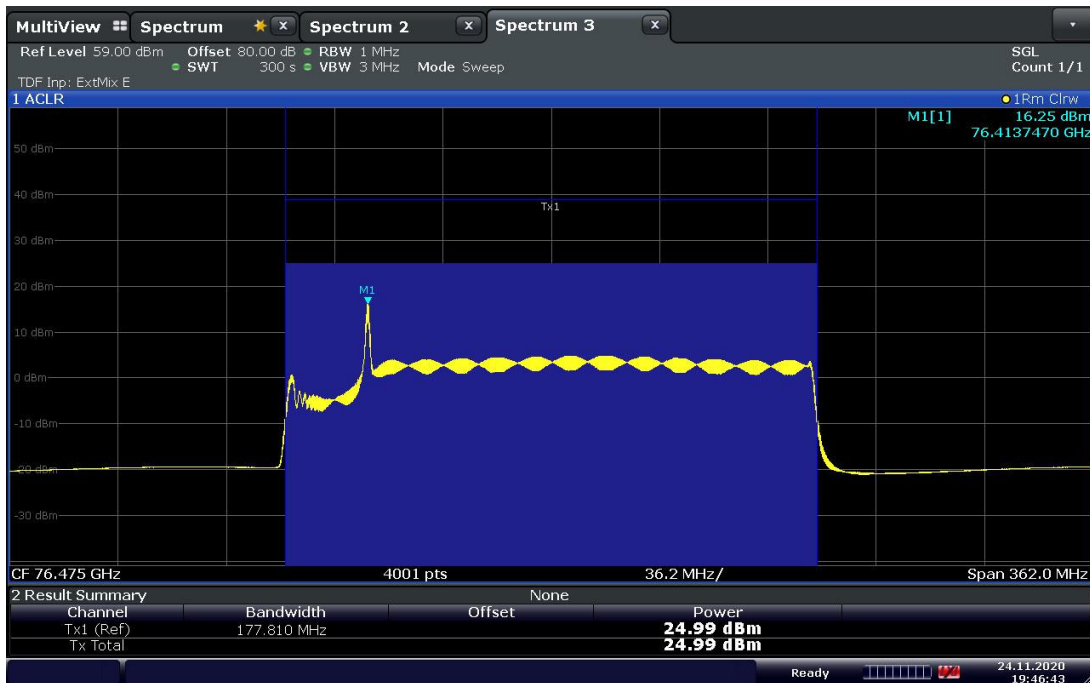 MultiView Spectrum Spectrum 2 Spectrum 3
Ref Level 59.00 dBm Offset 80.00 dB RBW 1 MHz SGL
SWT 300 s VBW 3 MHz Mode Sweep Count 1/1
TDF Inp: ExtMix E
1 ACLR 1Rm Clrw
M1[1] 16.25 dBm
76.4137470 GHz
50 dBm
40 dBm
Tx1
30 dBm
20 dBm
M1
10 dBm
0 dBm
-10 dBm
-20 dBm
-30 dBm
CF 76.475 GHz 4001 pts 36.2 MHz/ Span 362.0 MHz
2 Result Summary None
Channel Bandwidth Offset Power
Tx1 (Ref) 177.810 MHz 24.99 dBm
Tx Total 24.99 dBm
Ready 24.11.2020
19:46:43